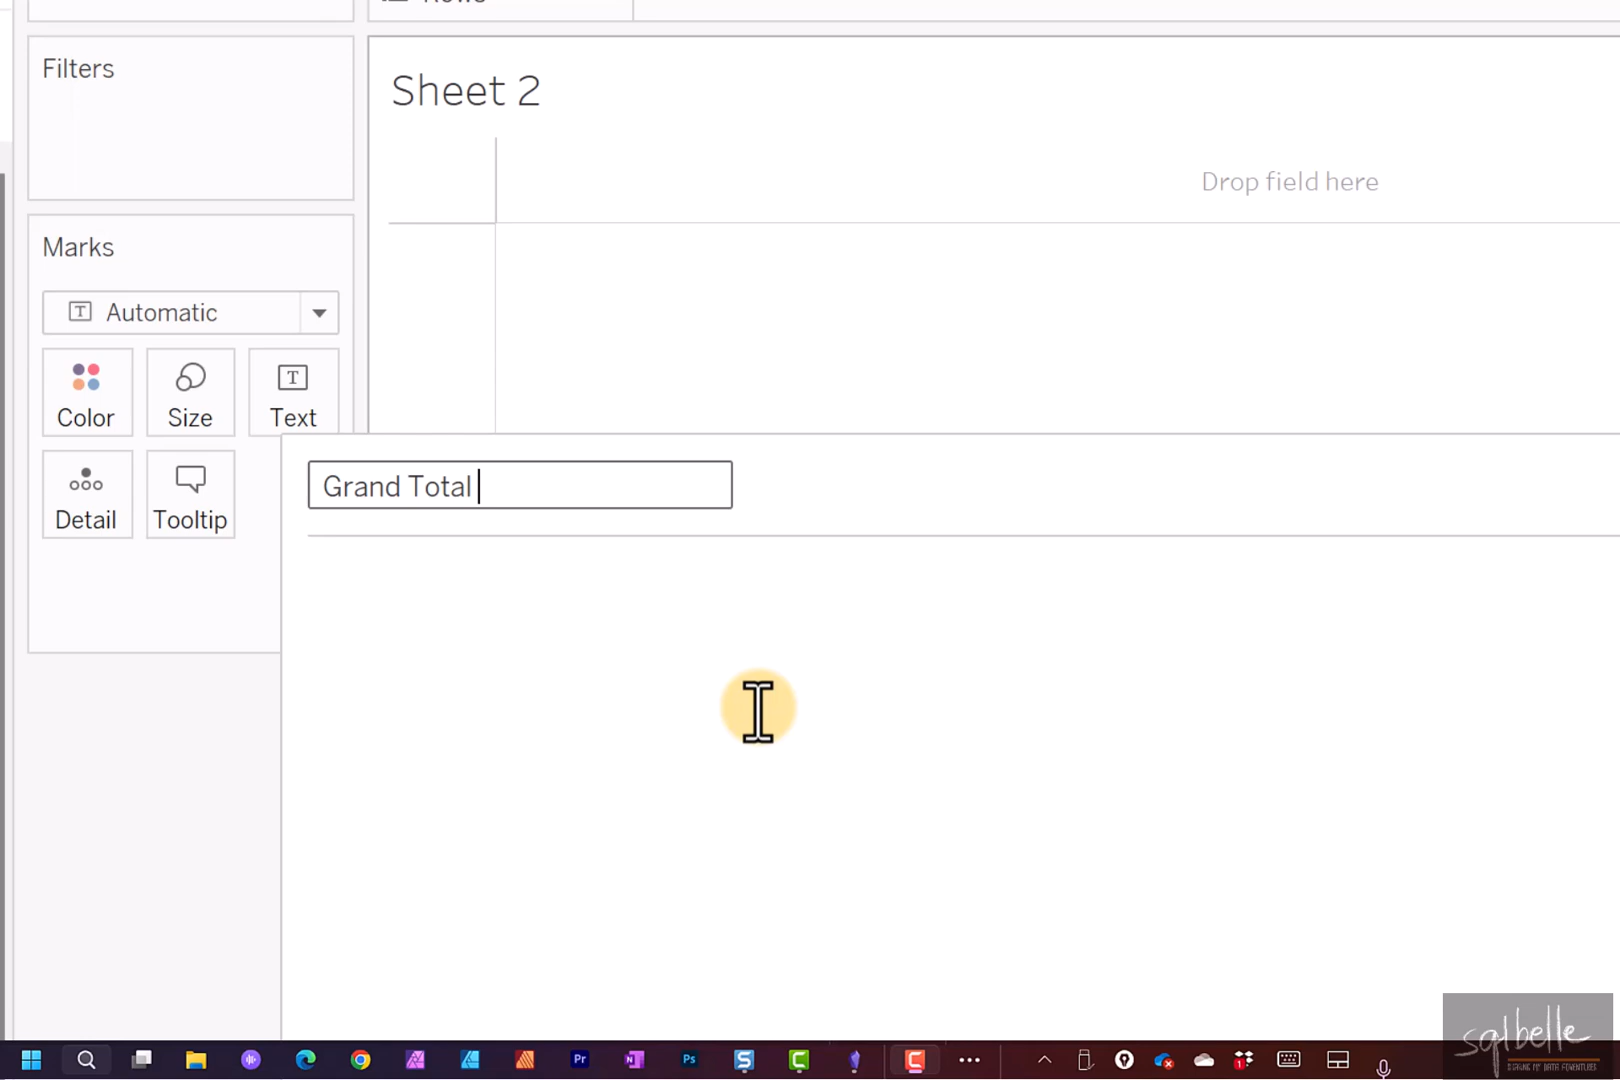 Filters
Sheet 2
Drop field here
Marks
Automatic
Color
Size
Text
Grand Total
Detail
Tooltip
sqlbelle